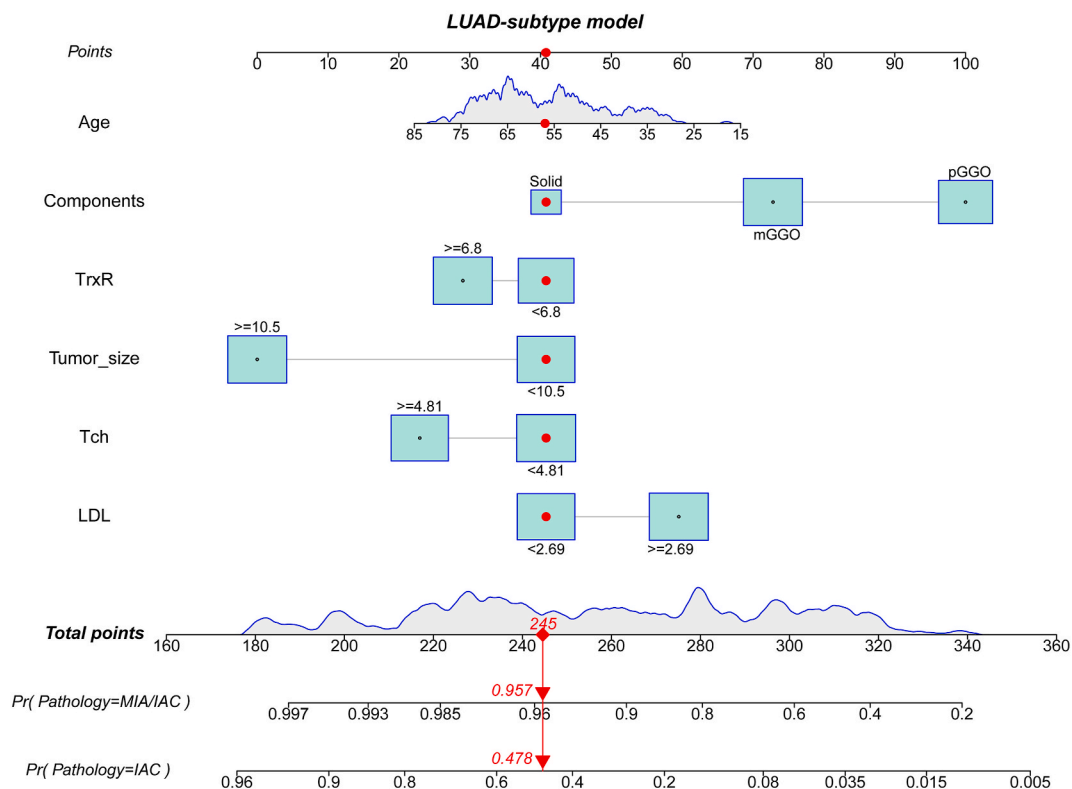 LUAD-subtype model
Points
0 10 20 30 40 50 60 70 80 90 100
Age
85 75 65 55 45 35 25 15
Components
Solid
mGGO
pGGO
TrxR
>=6.8
<6.8
Tumor_size
>=10.5
<10.5
Tch
>=4.81
<4.81
LDL
<2.69
>=2.69
Total points
245
160 180 200 220 240 260 280 300 320 340 360
Pr( Pathology=MIA/IAC )
0.957
0.997 0.993 0.985 0.96 0.9 0.8 0.6 0.4 0.2
Pr( Pathology=IAC )
0.478
0.96 0.9 0.8 0.6 0.4 0.2 0.08 0.035 0.015 0.005